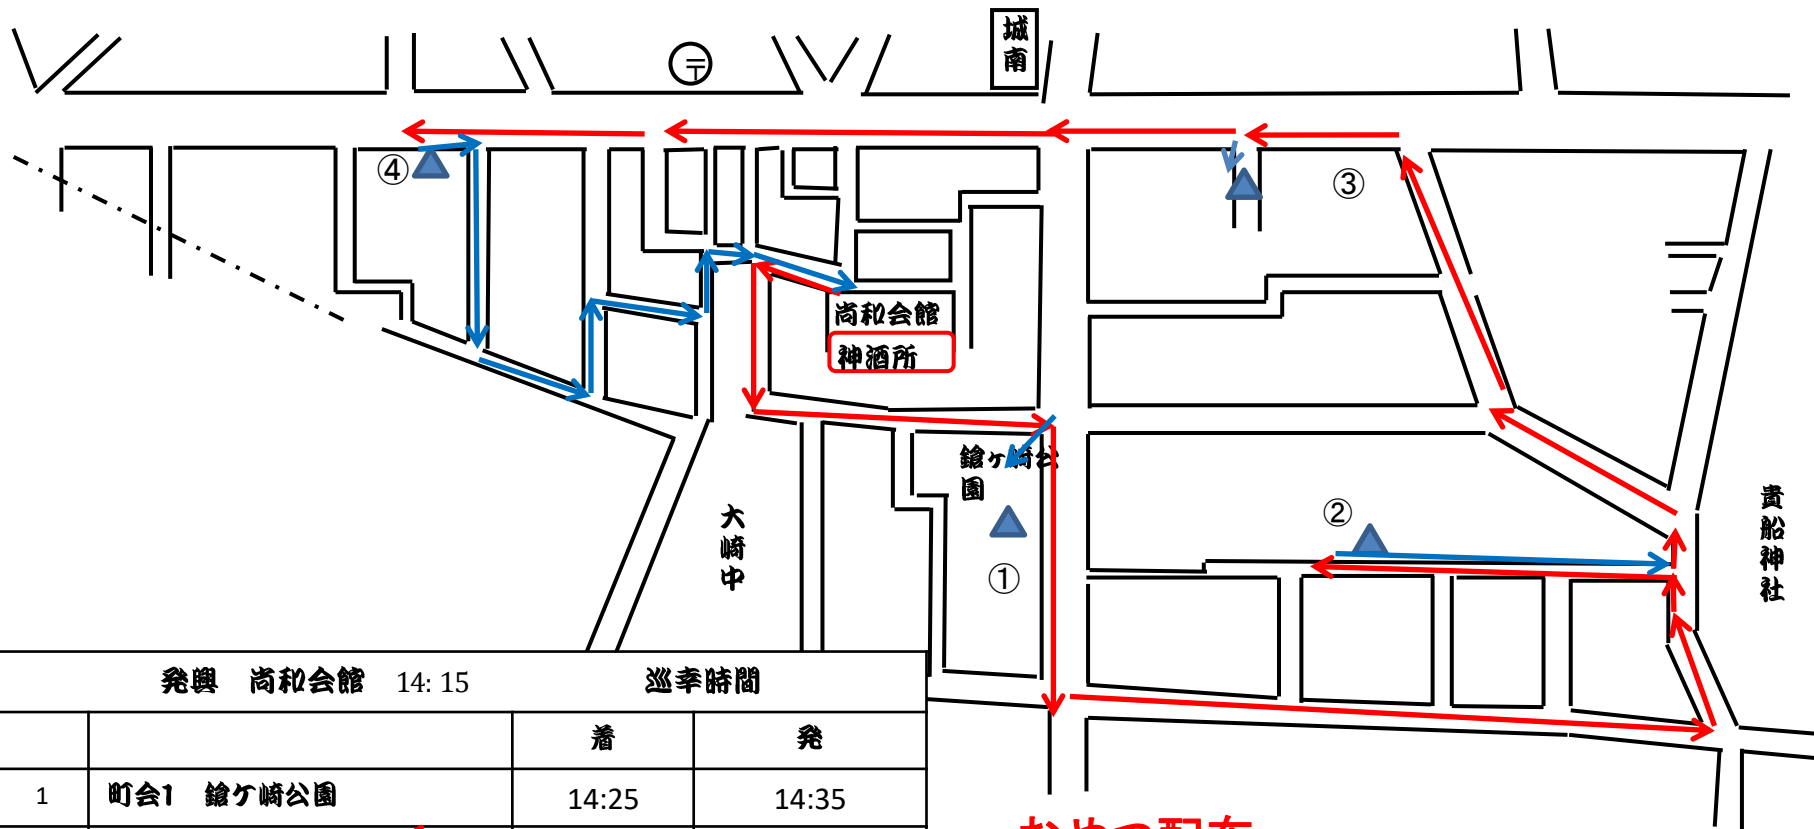 城
南
〒
④
③
尚和会館
神酒所
鎗ヶ崎公
園
②
①
大
崎
中
貴
船
神
社
発輿 尚和会館 14: 15 巡幸時間
着 発
1 町会1 鎗ケ崎公園 14:25 14:35